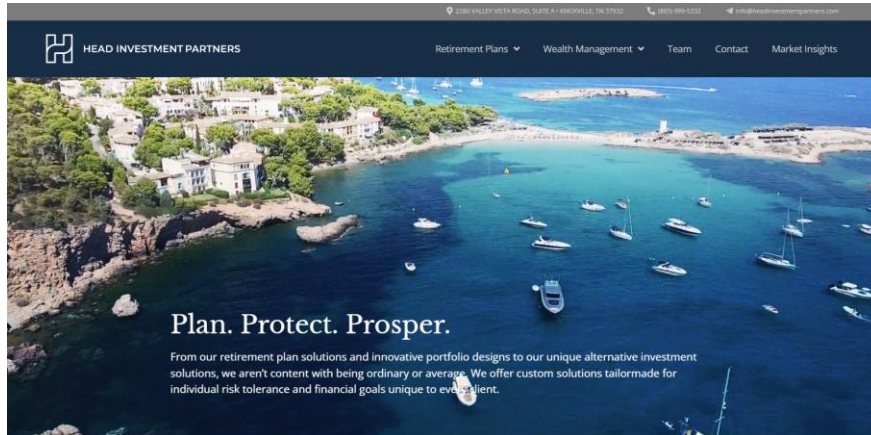 2280 VALLEY VISTA ROAD, SUITE A • KNOXVILLE, TN 37932 (865) 999-5332 info@headinvestmentpartners.com
HEAD INVESTMENT PARTNERS Retirement Plans Wealth Management Team Contact Market Insights
Plan. Protect. Prosper.
From our retirement plan solutions and innovative portfolio designs to our unique alternative investment
solutions, we aren’t content with being ordinary or average. We offer custom solutions tailormade for
individual risk tolerance and financial goals unique to every client.